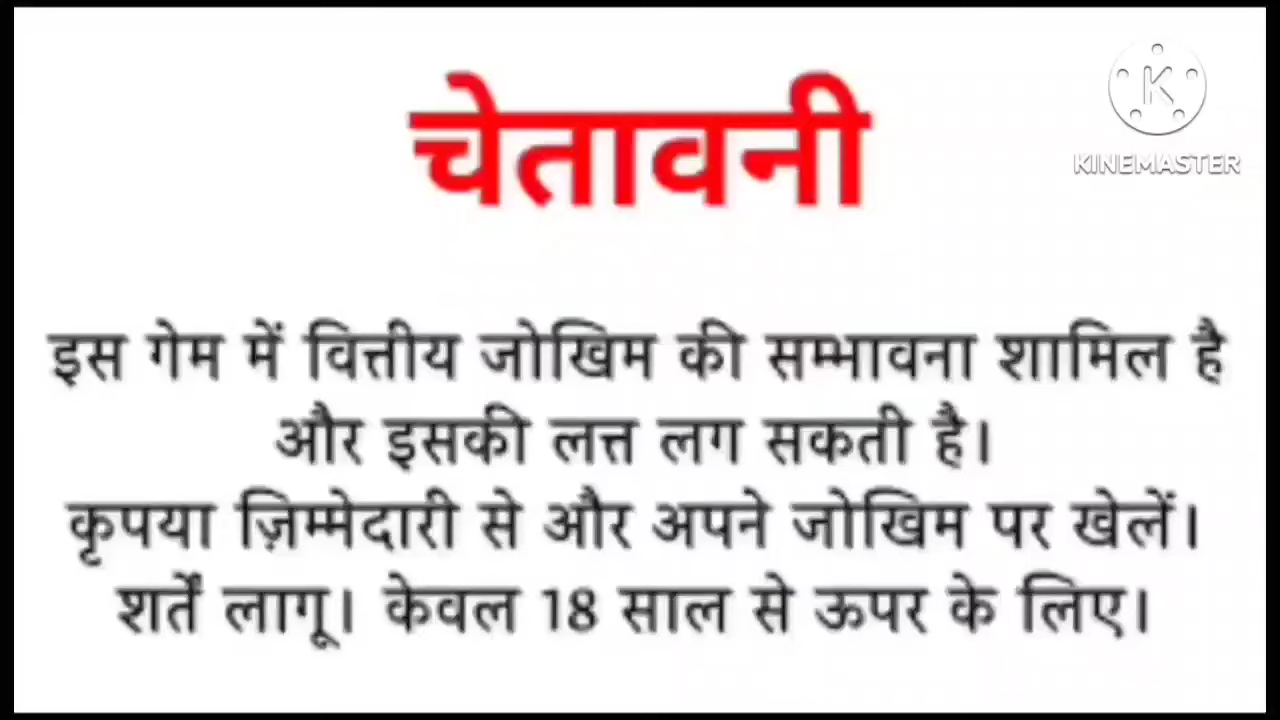 चेतावनी
KINEMASTER
इस गेम में वित्तीय जोखिम की सम्भावना शामिल है
और इसकी लत्त लग सकती है।
कृपया ज़िम्मेदारी से और अपने जोखिम पर खेलें।
शर्तें लागू। केवल 18 साल से ऊपर के लिए।